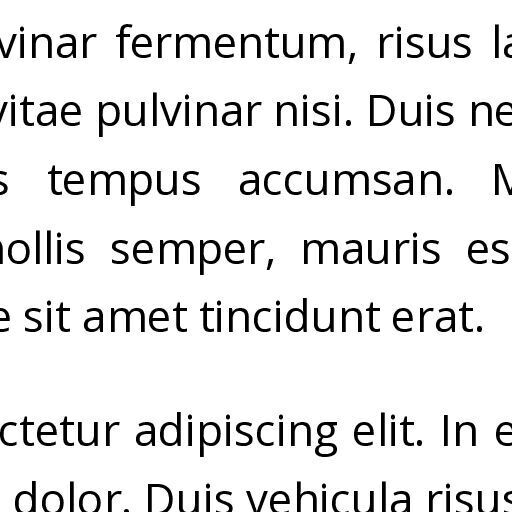 vinar fermentum, risus la
vitae pulvinar nisi. Duis ne
s tempus accumsan. M
nollis semper, mauris es
e sit amet tincidunt erat.
ctetur adipiscing elit. In e
dolor. Duis vehicula risus